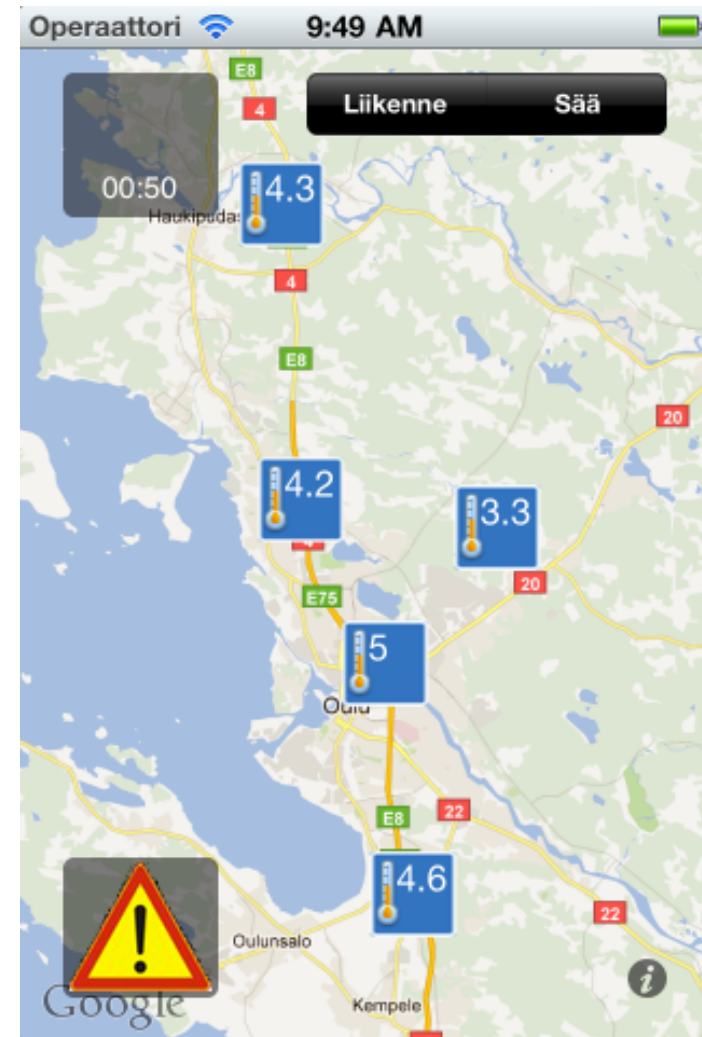 Operaattori 9:49 AM
E8
Liikenne Sää
4
00:50
4.3
Haukipudas
4
E8
20
4.2
3.3
4
20
E75
5
Oulu
E8
22
4.6
22
Oulunsalo
Google
Kempele